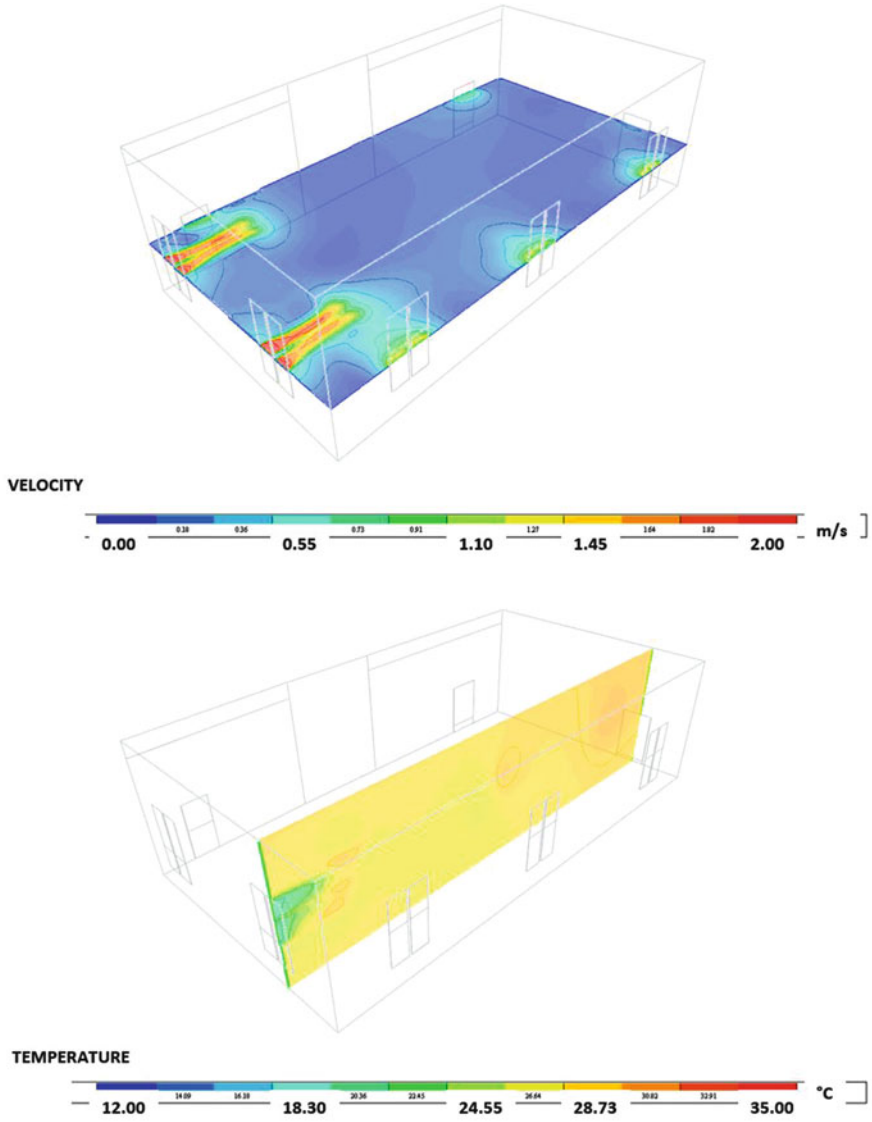 VELOCITY
0.18 0.36 0.73 0.91 1.27 1.64 1.82
0.00 0.55 1.10 1.45 2.00 m/s
TEMPERATURE
14.09 16.18 20.36 22.45 26.64 30.82 32.91
12.00 18.30 24.55 28.73 35.00 °C